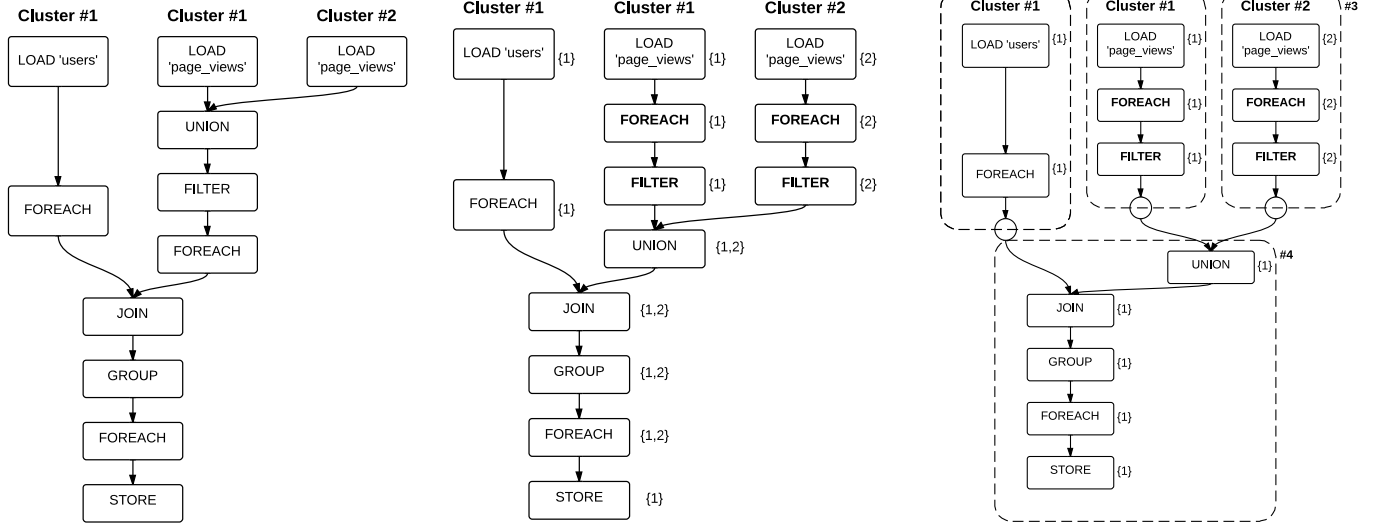 Cluster #1
Cluster #1
Cluster #2
LOAD 'users'
LOAD
'page_views'
LOAD
'page_views'
UNION
FILTER
FOREACH
FOREACH
JOIN
GROUP
FOREACH
STORE
Cluster #1
Cluster #1
Cluster #2
LOAD 'users'
{1}
LOAD
'page_views'
{1}
LOAD
'page_views'
{2}
FOREACH
{1}
FOREACH
{2}
FILTER
{1}
FILTER
{2}
FOREACH
{1}
UNION
{1,2}
JOIN
{1,2}
GROUP
{1,2}
FOREACH
{1,2}
STORE
{1}
Cluster #1
Cluster #1
Cluster #2
#3
LOAD 'users'
{1}
LOAD
'page_views'
{1}
LOAD
'page_views'
{2}
FOREACH
{1}
FOREACH
{2}
FILTER
{1}
FILTER
{2}
FOREACH
{1}
#4
UNION
{1}
JOIN
{1}
GROUP
{1}
FOREACH
{1}
STORE
{1}